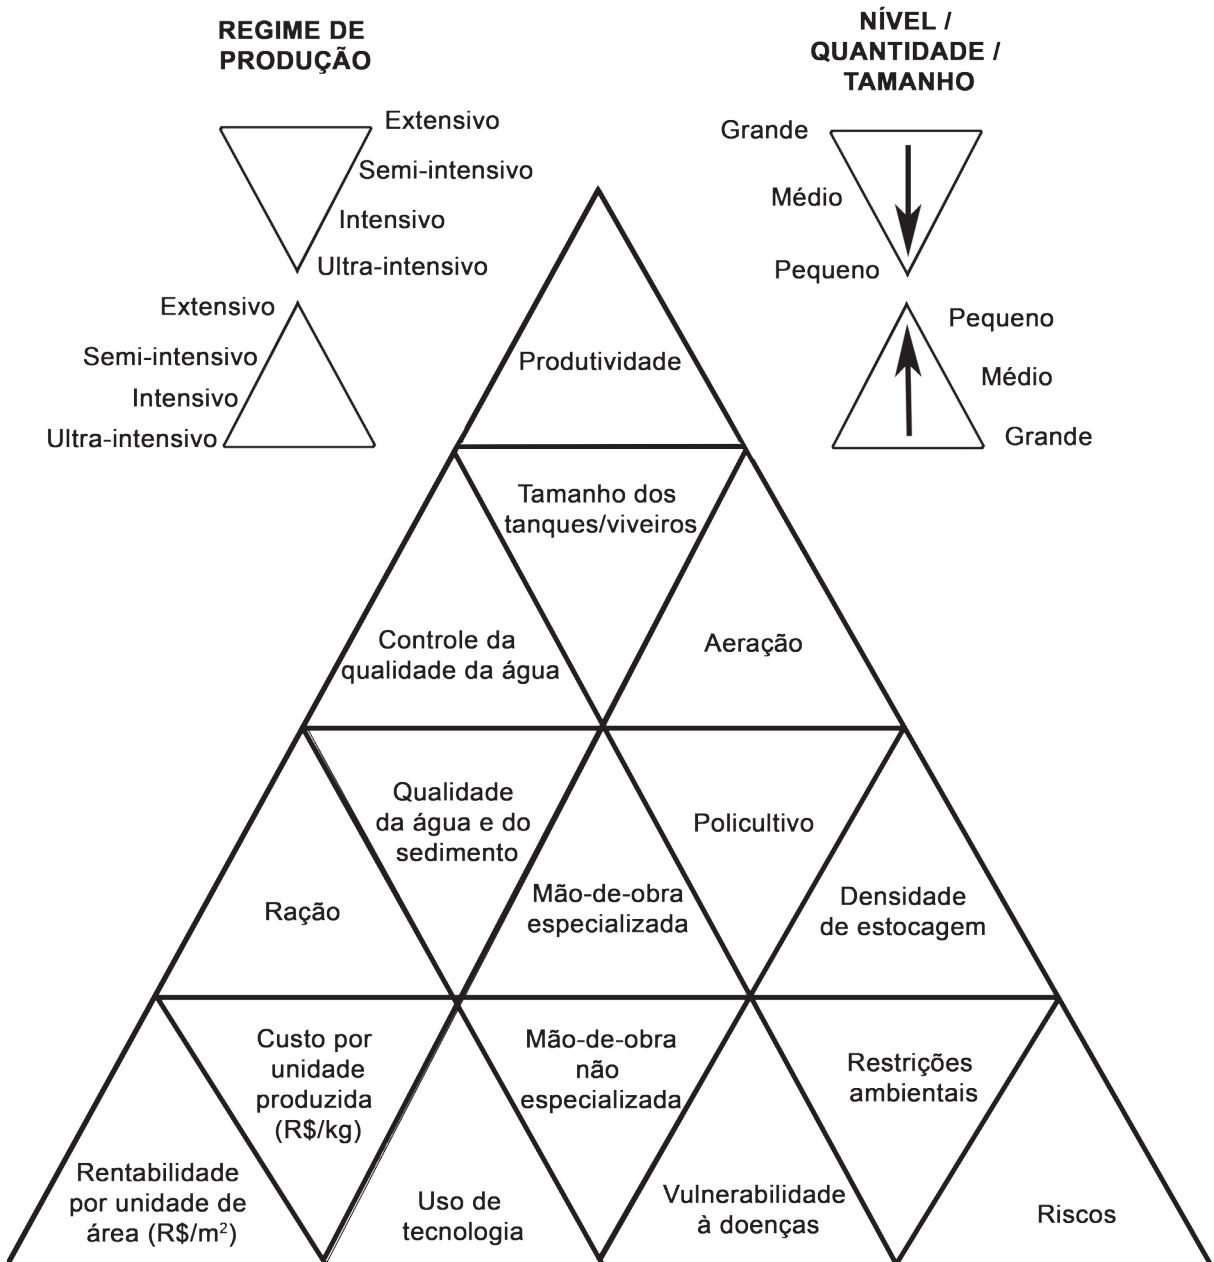 REGIME DE
PRODUÇÃO
Extensivo
Semi-intensivo
Intensivo
Ultra-intensivo
Extensivo
Semi-intensivo
Intensivo
Ultra-intensivo
NÍVEL /
QUANTIDADE /
TAMANHO
Grande
Médio
Pequeno
Pequeno
Médio
Grande
Produtividade
Tamanho dos
tanques/viveiros
Controle da
qualidade da água
Aeração
Qualidade
da água e do
sedimento
Policultivo
Ração
Mão-de-obra
especializada
Densidade
de estocagem
Custo por
unidade
produzida
(R$/kg)
Mão-de-obra
não
especializada
Restrições
ambientais
Rentabilidade
por unidade de
área (R$/m²)
Uso de
tecnologia
Vulnerabilidade
à doenças
Riscos